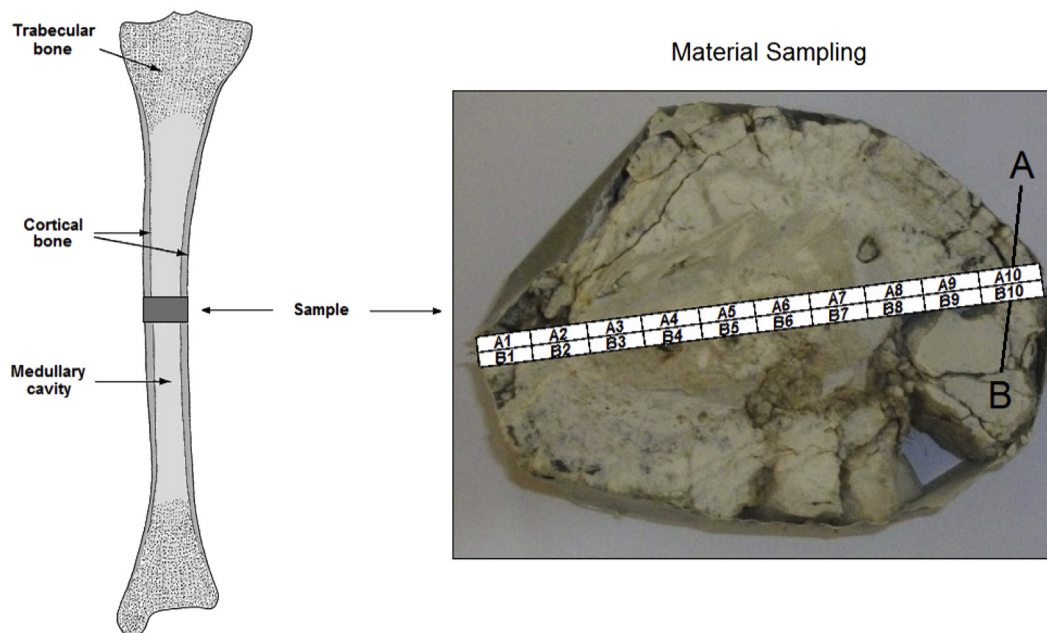 Trabecular
bone
Cortical
bone
Sample
Medullary
cavity
Material Sampling
A
A1 A2 A3 A4 A5 A6 A7 A8 A9 A10
B1 B2 B3 B4 B5 B6 B7 B8 B9 B10
B